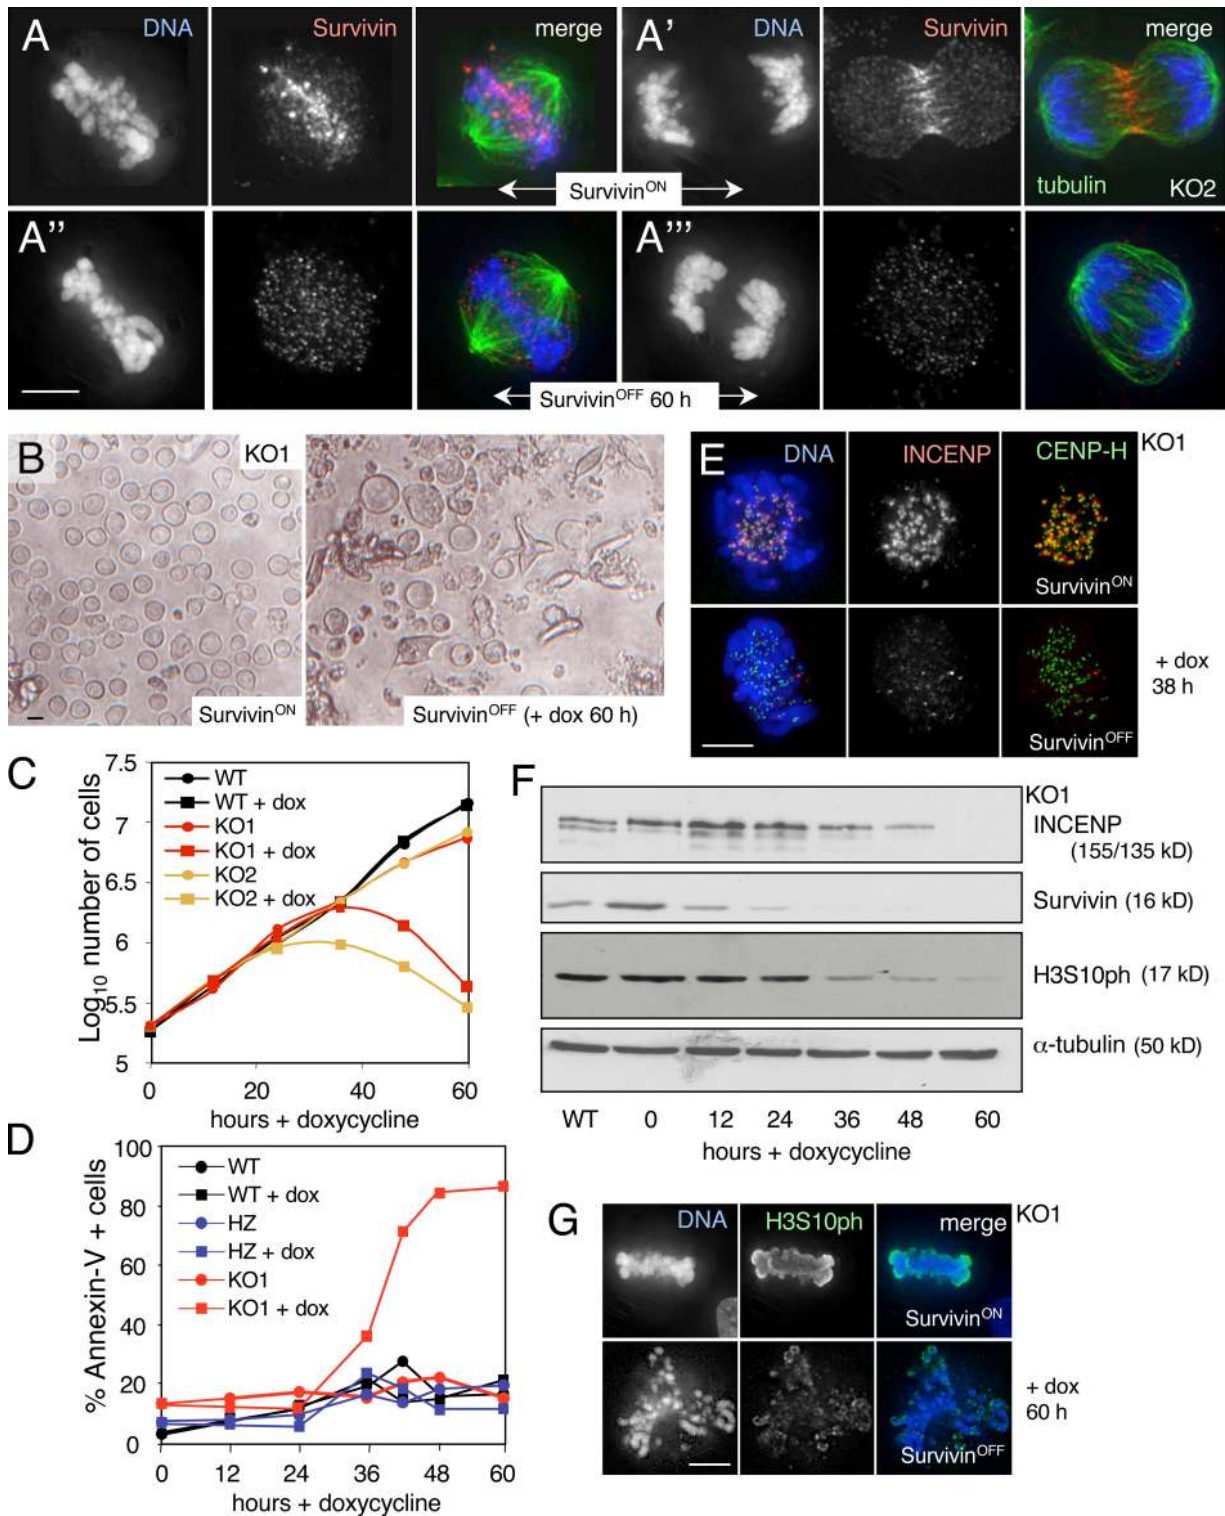 A DNA Survivin merge A' DNA Survivin merge
Survivin^ON
tubulin KO2
A'' A'''
Survivin^OFF 60 h
B KO1
Survivin^ON Survivin^OFF (+ dox 60 h)
E DNA INCENP CENP-H KO1
Survivin^ON
+ dox
38 h
Survivin^OFF
C
Log10 number of cells
7.5
7
6.5
6
5.5
5
WT
WT + dox
KO1
KO1 + dox
KO2
KO2 + dox
0 20 40 60
hours + doxycycline
F KO1
INCENP
(155/135 kD)
Survivin (16 kD)
H3S10ph (17 kD)
α-tubulin (50 kD)
WT 0 12 24 36 48 60
hours + doxycycline
D
% Annexin-V + cells
100
80
60
40
20
0
WT
WT + dox
HZ
HZ + dox
KO1
KO1 + dox
0 12 24 36 48 60
hours + doxycycline
G DNA H3S10ph merge KO1
Survivin^ON
+ dox
60 h
Survivin^OFF